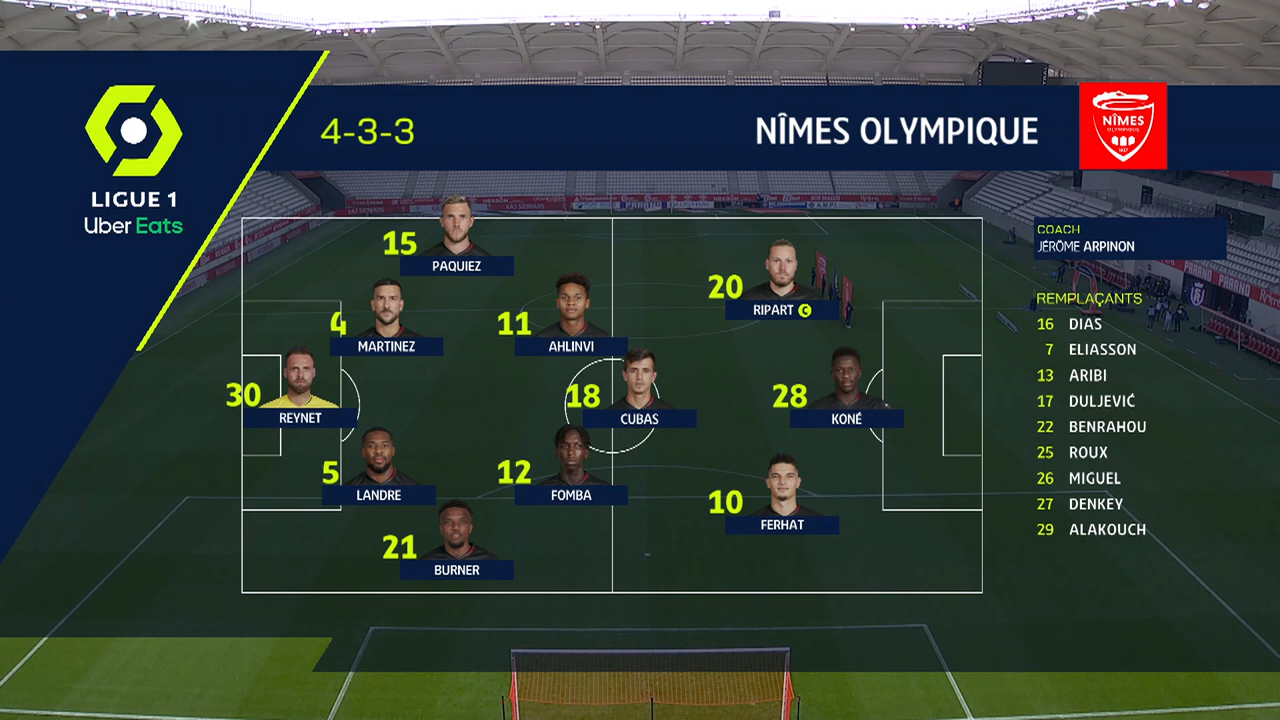 4-3-3
NÎMES OLYMPIQUE
NÎMES
OLYMPIQUE
LIGUE 1
Uber Eats
COACH
JÉRÔME ARPINON
15
PAQUIEZ
20
RIPART C
4
MARTINEZ
11
AHLINVI
30
REYNET
18
CUBAS
28
KONÉ
5
LANDRE
12
FOMBA
10
FERHAT
21
BURNER
REMPLAÇANTS
16 DIAS
7 ELIASSON
13 ARIBI
17 DULJEVIĆ
22 BENRAHOU
25 ROUX
26 MIGUEL
27 DENKEY
29 ALAKOUCH